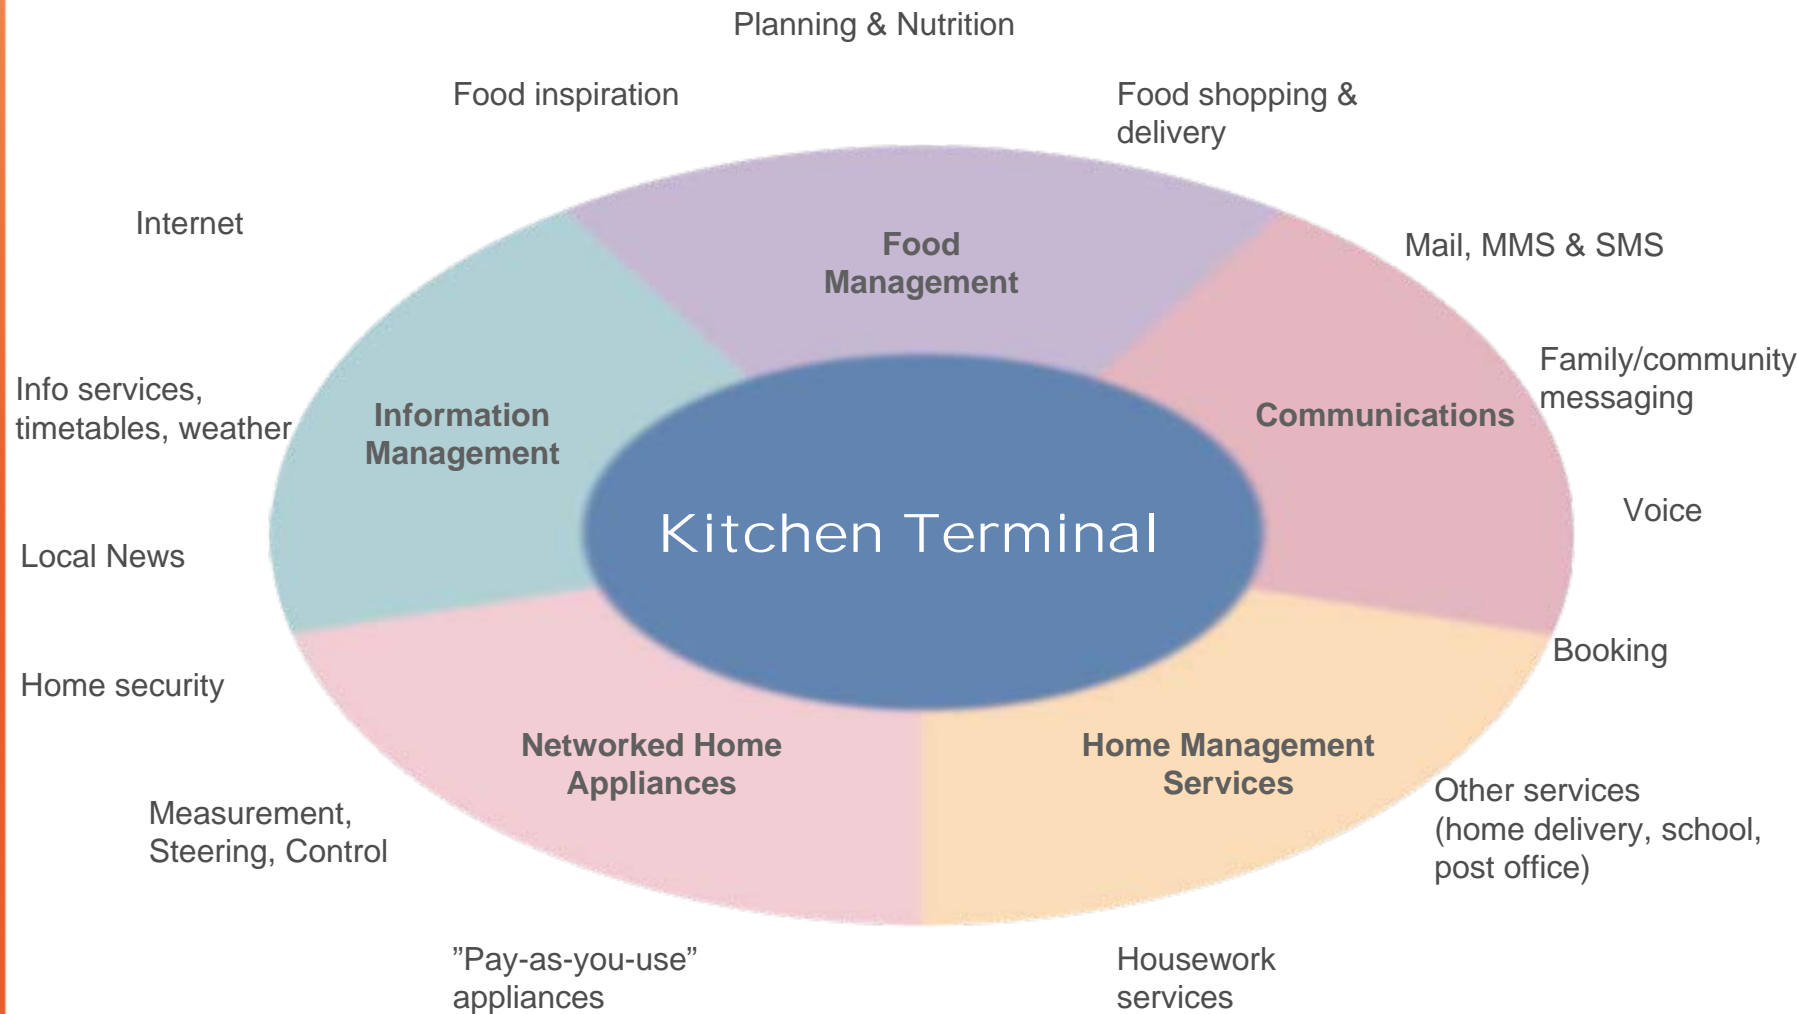 Planning & Nutrition
Food inspiration
Food shopping &
delivery
Internet
Food
Management
Mail, MMS & SMS
Info services,
timetables, weather
Information
Management
Communications
Family/community
messaging
Kitchen Terminal
Voice
Local News
Home security
Booking
Networked Home
Appliances
Home Management
Services
Measurement,
Steering, Control
Other services
(home delivery, school,
post office)
”Pay-as-you-use”
appliances
Housework
services